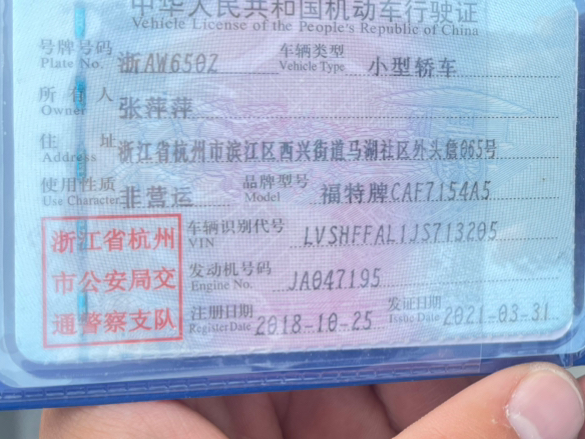 中华人民共和国机动车行驶证
Vehicle License of the People's Republic of China
号牌号码 浙AW650Z 车辆类型 小型轿车
Plate No. Vehicle Type
所有人 张萍萍
Owner
住址 浙江省杭州市滨江区西兴街道马湖社区外头詹065号
Address
使用性质 非营运 品牌型号 福特牌CAF7154A5
Use Character Model
浙江省杭州
市公安局交
通警察支队
车辆识别代号 LVSHFFAL1JS713205
VIN
发动机号码 JA047195
Engine No.
注册日期 2018-10-25 发证日期 2021-03-31
Register Date Issue Date